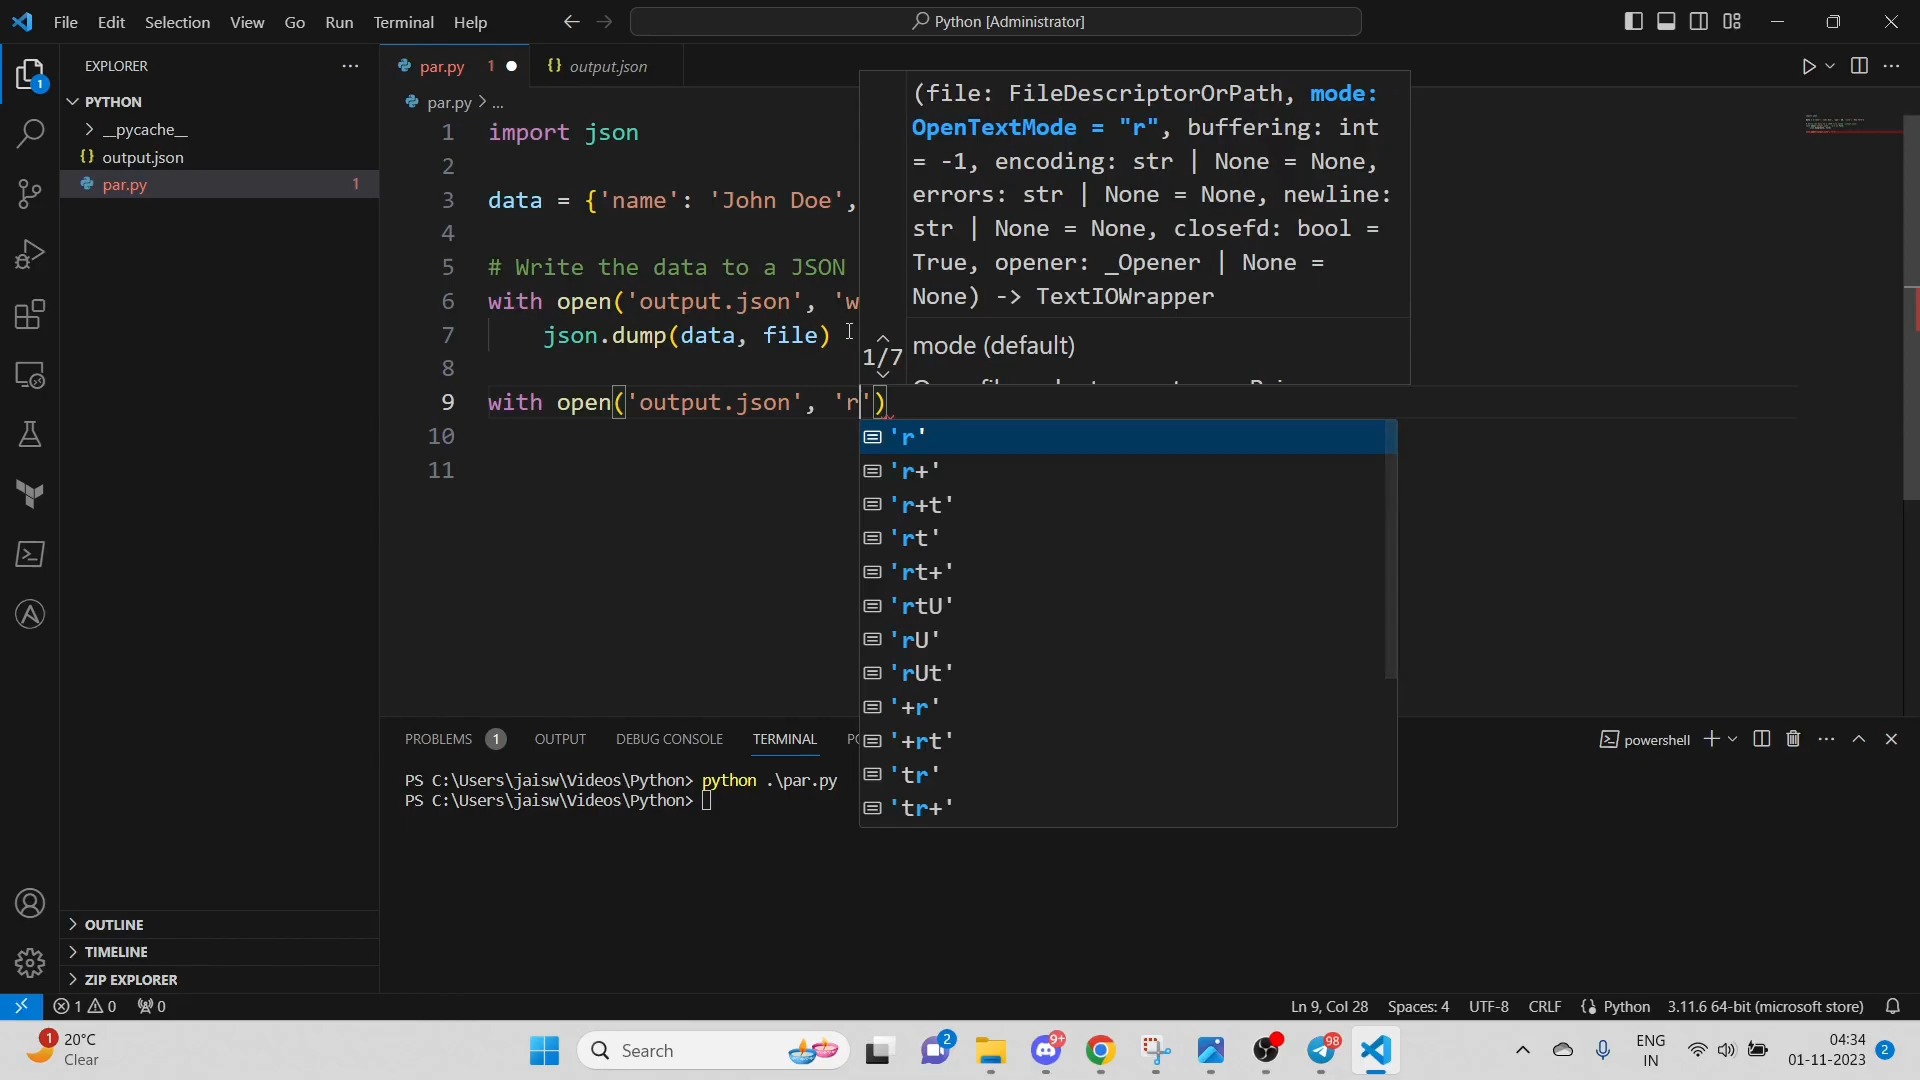 File Edit Selection View Go Run Terminal Help
Python [Administrator]
EXPLORER
PYTHON
__pycache__
output.json
par.py 1
OUTLINE
TIMELINE
ZIP EXPLORER
1
par.py 1
output.json
par.py > ...
1 import json
2
3 data = {'name': 'John Doe',
4
5 # Write the data to a JSON
6 with open('output.json', 'w
7 json.dump(data, file)
8
9 with open('output.json', 'r')
10
11
(file: FileDescriptorOrPath, mode:
OpenTextMode = "r", buffering: int
= -1, encoding: str | None = None,
errors: str | None = None, newline:
str | None = None, closefd: bool =
True, opener: _Opener | None =
None) -> TextIOWrapper
1/7
mode (default)
'r'
'r+'
'r+t'
'rt'
'rt+'
'rtU'
'rU'
'rUt'
'+r'
'+rt'
'tr'
'tr+'
PROBLEMS 1 OUTPUT DEBUG CONSOLE TERMINAL
powershell
PS C:\Users\jaisw\Videos\Python> python .\par.py
PS C:\Users\jaisw\Videos\Python>
1 0 0
Ln 9, Col 28 Spaces: 4 UTF-8 CRLF Python 3.11.6 64-bit (microsoft store)
1
20°C
Clear
Search
2
9+
98
ENG
IN
04:34
01-11-2023
2